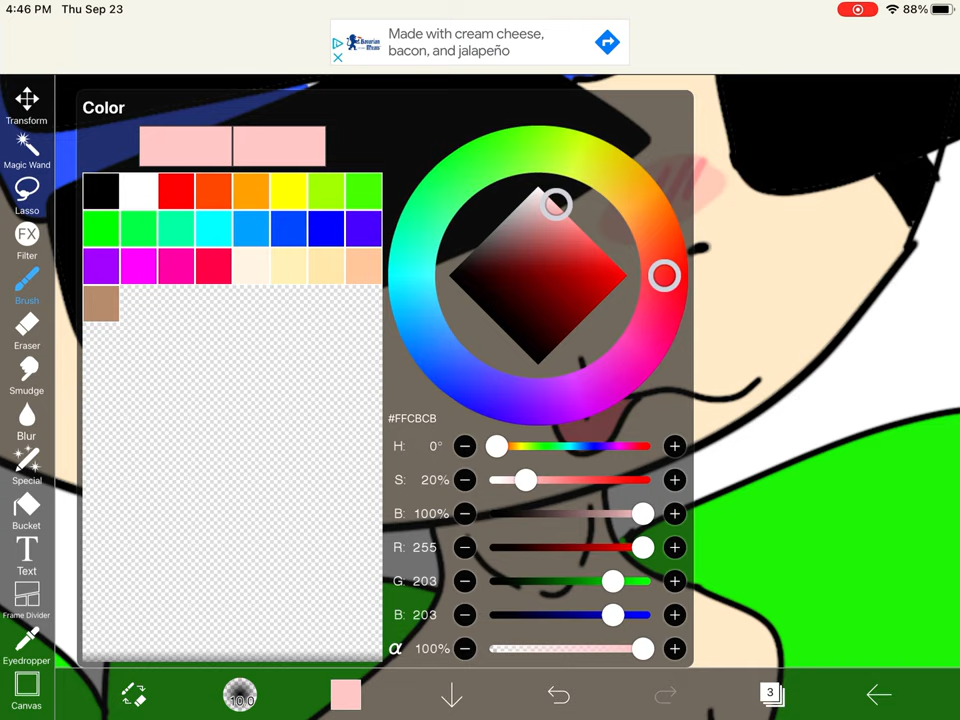 4:46 PM Thu Sep 23
88%
Made with cream cheese,
bacon, and jalapeño
Transform
Magic Wand
Lasso
FX
Filter
Brush
Eraser
Smudge
Blur
Special
Bucket
T
Text
Frame Divider
Eyedropper
Canvas
Color
#FFCBCB
H: 0°
S: 20%
B: 100%
R: 255
G: 203
B: 203
α 100%
10.0
3